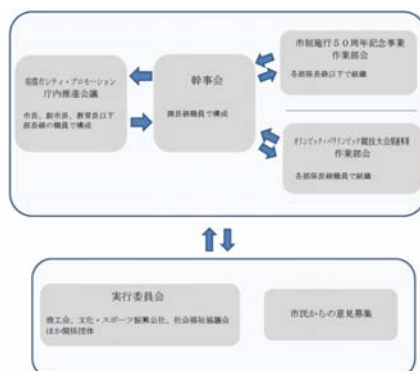 朝霞市シティ・プロモーション
庁内推進会議
市長、副市長、教育長以下
部長級の職員で構成
幹事会
課長級職員で構成
市制施行５０周年記念事業
作業部会
各部係長級以下で組織
オリンピック・パラリンピック競技大会関連事業
作業部会
各部係長級職員で組織
実行委員会
商工会、文化・スポーツ振興公社、社会福祉協議会
ほか関係団体
市民からの意見募集